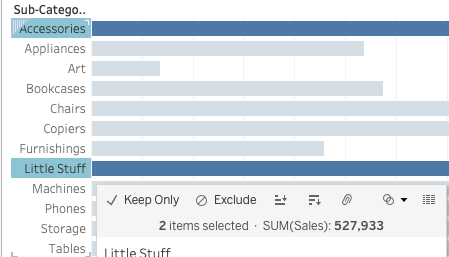 Sub-Catego..
Accessories
Appliances
Art
Bookcases
Chairs
Copiers
Furnishings
Little Stuff
Machines
Phones
Storage
Tables
Keep Only Exclude
2 items selected · SUM(Sales): 527,933
Little Stuff